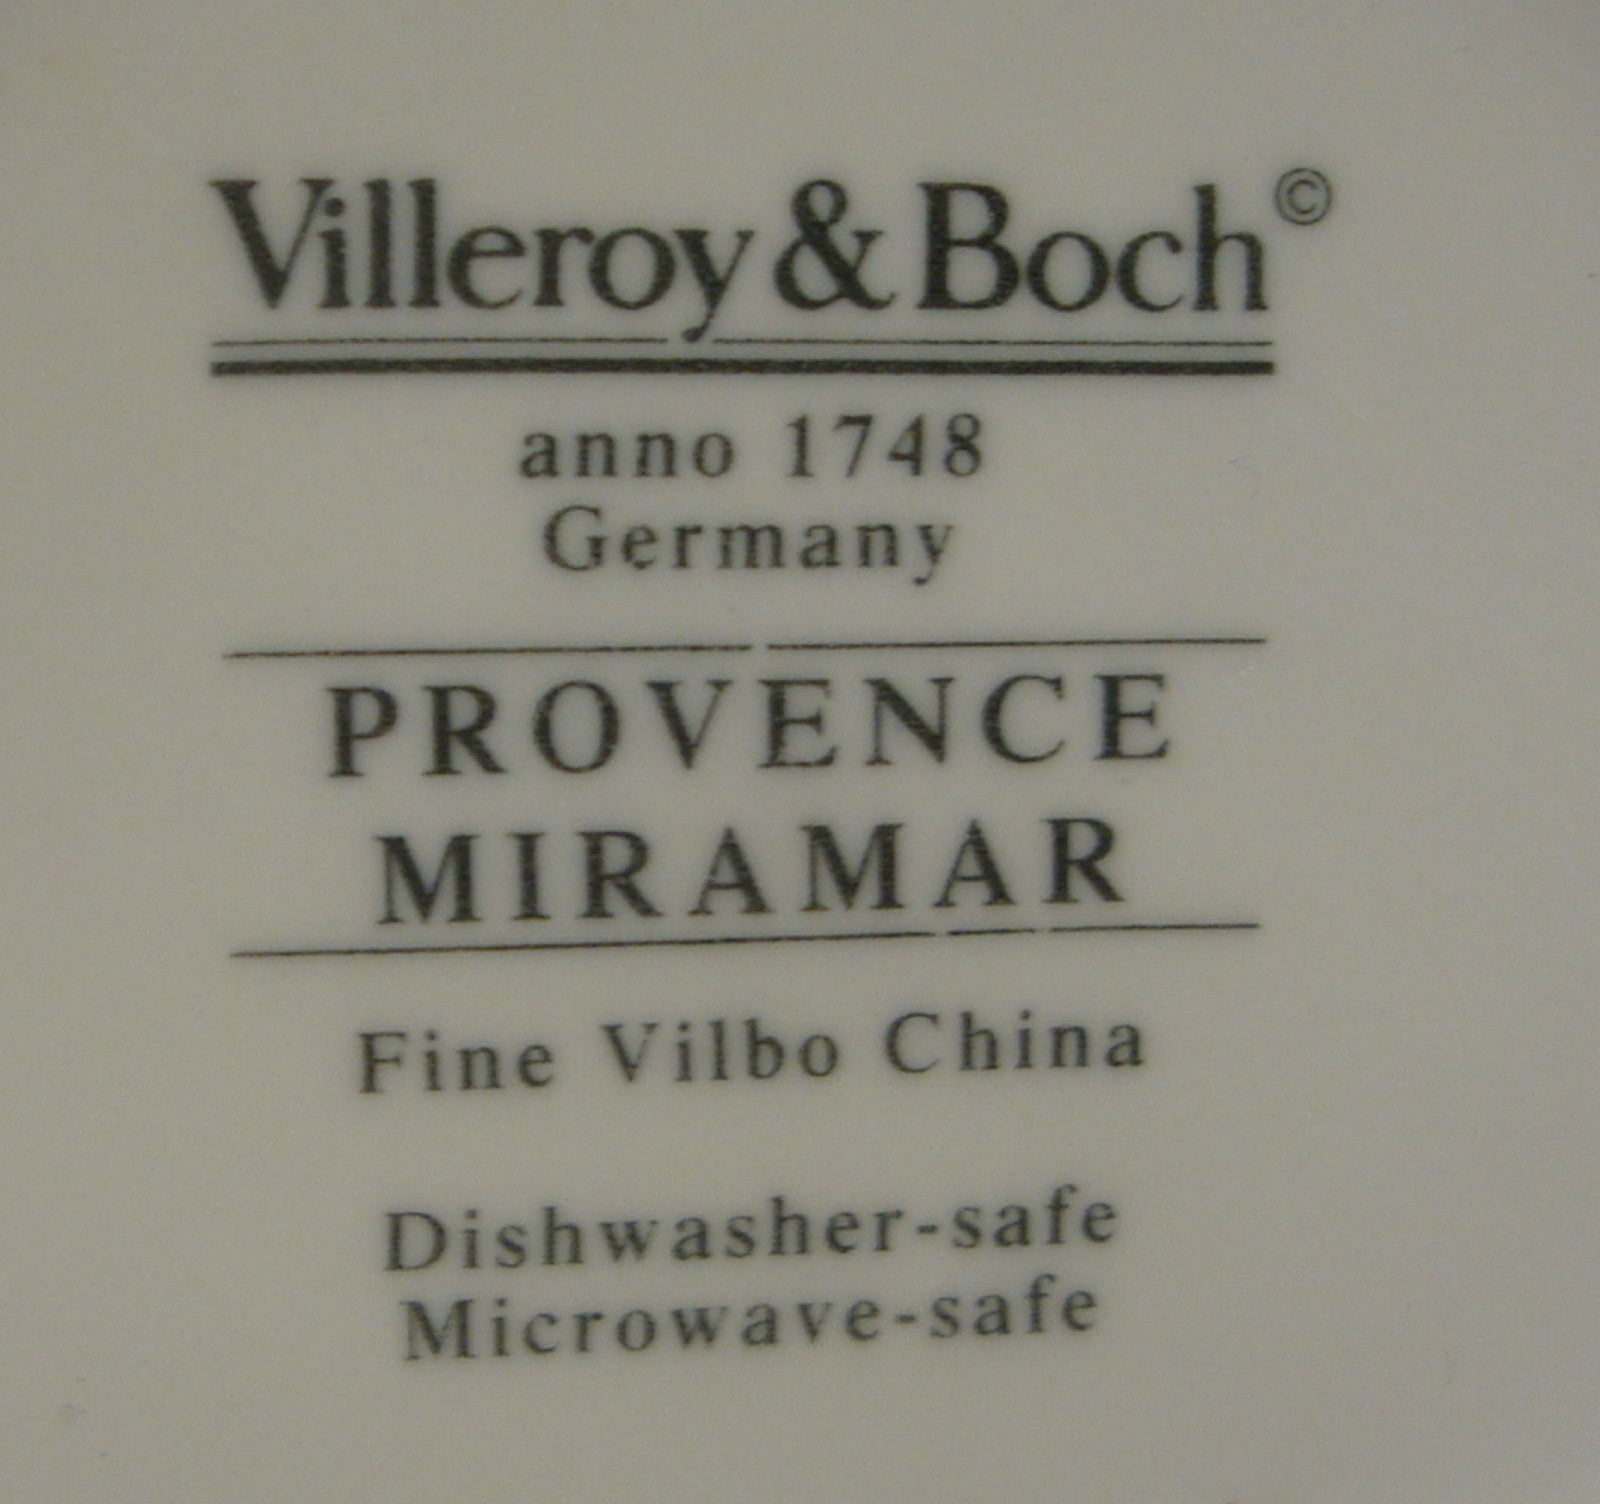 Villeroy & Boch©
anno 1748
Germany
PROVENCE
MIRAMAR
Fine Vilbo China
Dishwasher-safe
Microwave-safe